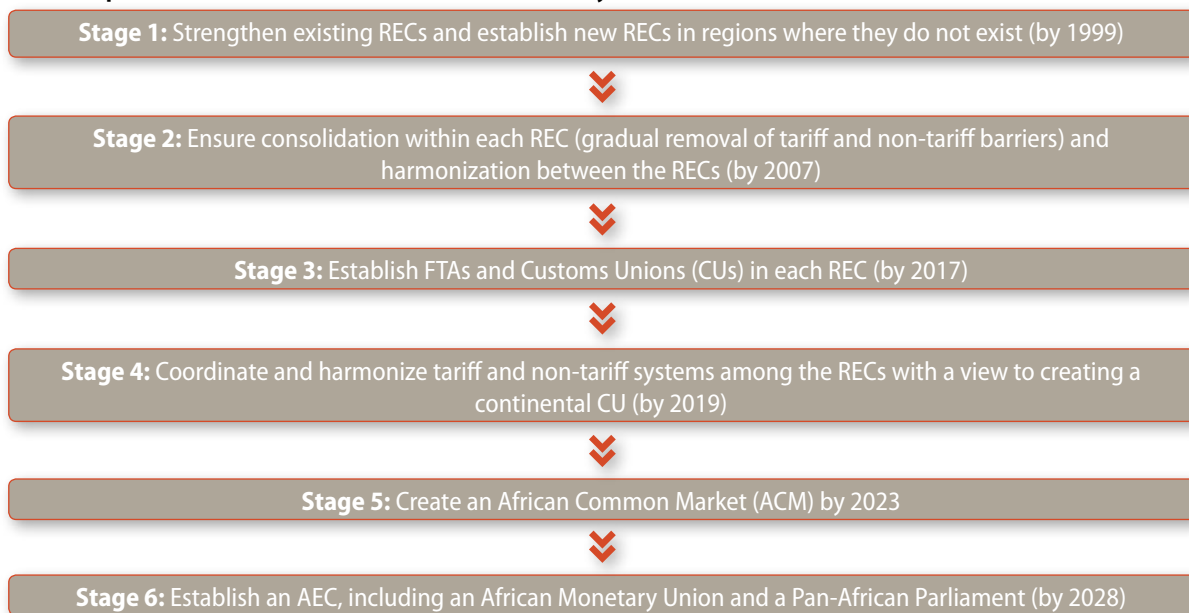 Stage 1: Strengthen existing RECs and establish new RECs in regions where they do not exist (by 1999)
Stage 2: Ensure consolidation within each REC (gradual removal of tariff and non-tariff barriers) and
harmonization between the RECs (by 2007)
Stage 3: Establish FTAs and Customs Unions (CUs) in each REC (by 2017)
Stage 4: Coordinate and harmonize tariff and non-tariff systems among the RECs with a view to creating a
continental CU (by 2019)
Stage 5: Create an African Common Market (ACM) by 2023
Stage 6: Establish an AEC, including an African Monetary Union and a Pan-African Parliament (by 2028)